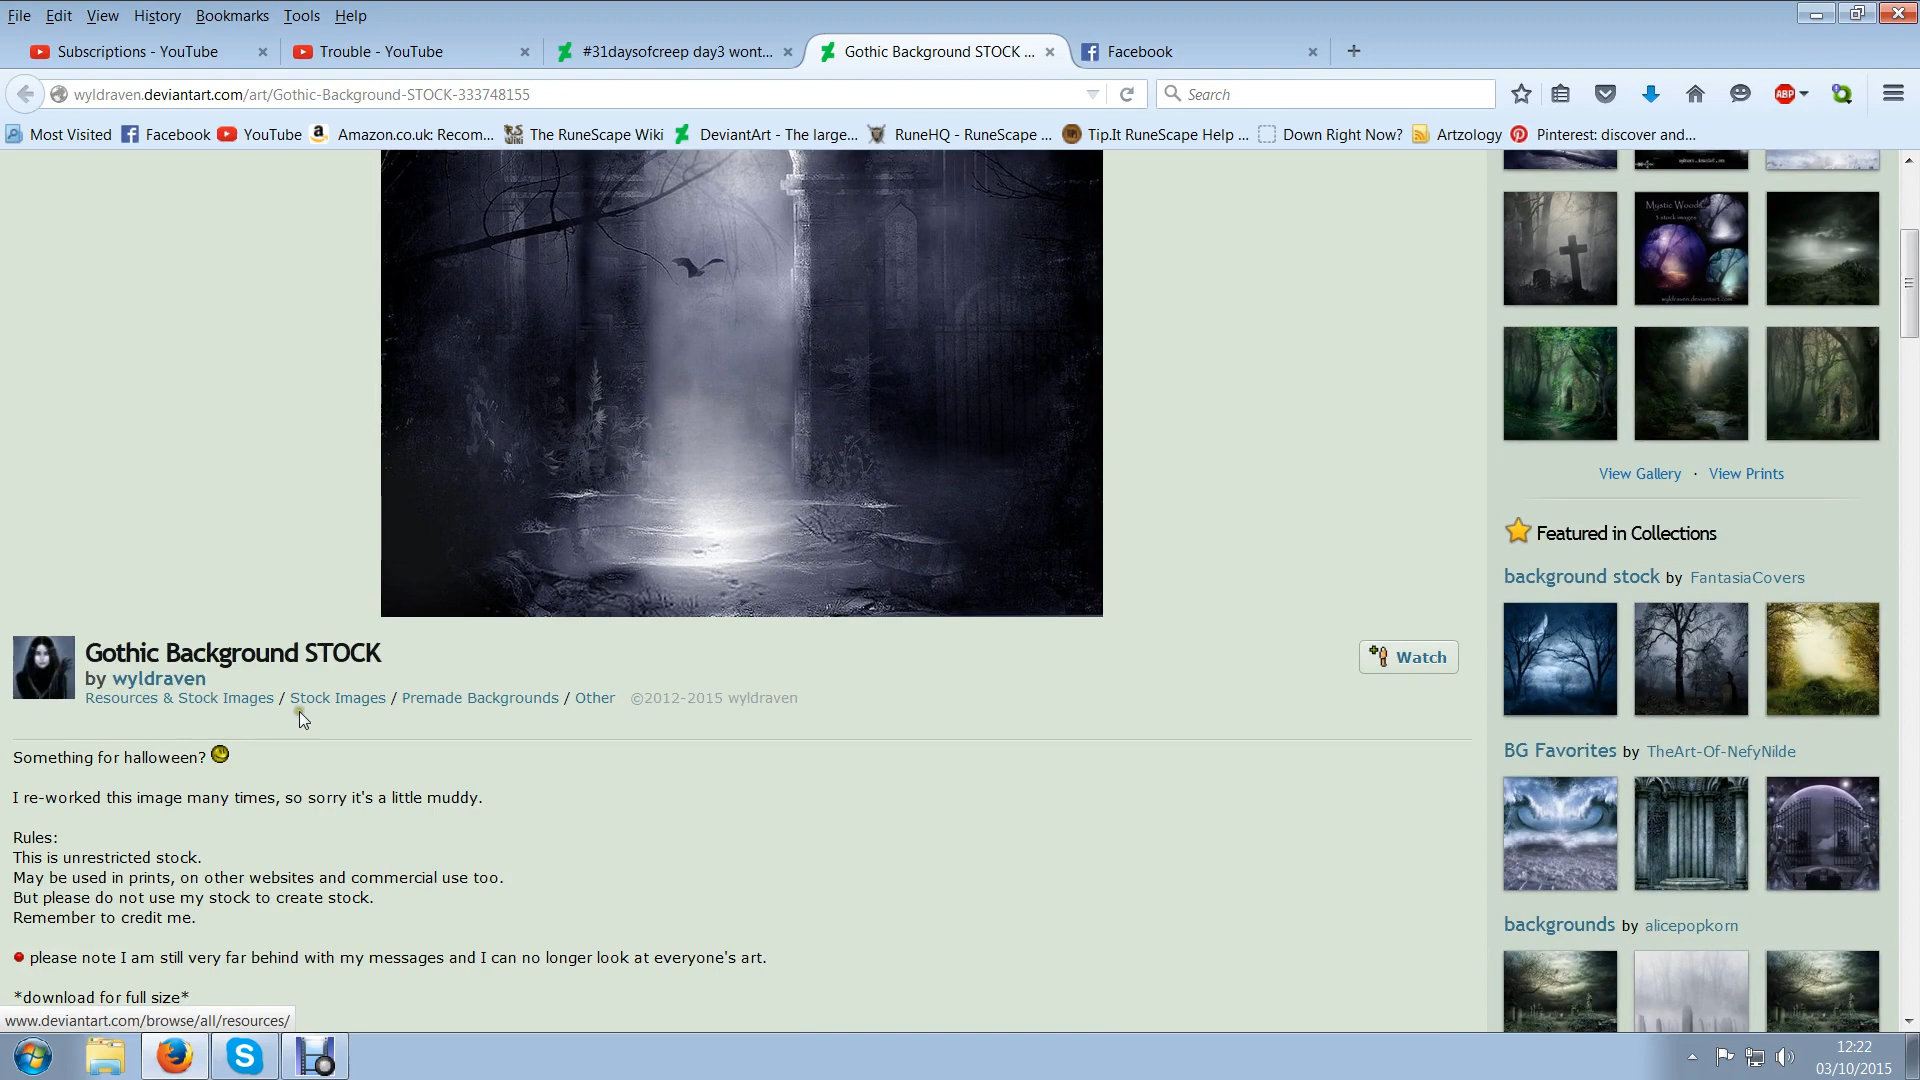 File Edit View History Bookmarks Tools Help
Subscriptions - YouTube
Trouble - YouTube
#31daysofcreep day3 wont...
Gothic Background STOCK ...
Facebook
wyldraven.deviantart.com/art/Gothic-Background-STOCK-333748155
Search
ABP
Most Visited Facebook YouTube Amazon.co.uk: Recom... The RuneScape Wiki DeviantArt - The large... RuneHQ - RuneScape ... Tip.It RuneScape Help ... Down Right Now? Artzology Pinterest: discover and...
Mystic Woods
5 stock images
View Gallery · View Prints
Featured in Collections
background stock by FantasiaCovers
Gothic Background STOCK
by wyldraven
Resources & Stock Images / Stock Images / Premade Backgrounds / Other ©2012-2015 wyldraven
Watch
Something for halloween?
I re-worked this image many times, so sorry it's a little muddy.
Rules:
This is unrestricted stock.
May be used in prints, on other websites and commercial use too.
But please do not use my stock to create stock.
Remember to credit me.
please note I am still very far behind with my messages and I can no longer look at everyone's art.
*download for full size*
BG Favorites by TheArt-Of-NefyNilde
backgrounds by alicepopkorn
www.deviantart.com/browse/all/resources/
12:22
03/10/2015